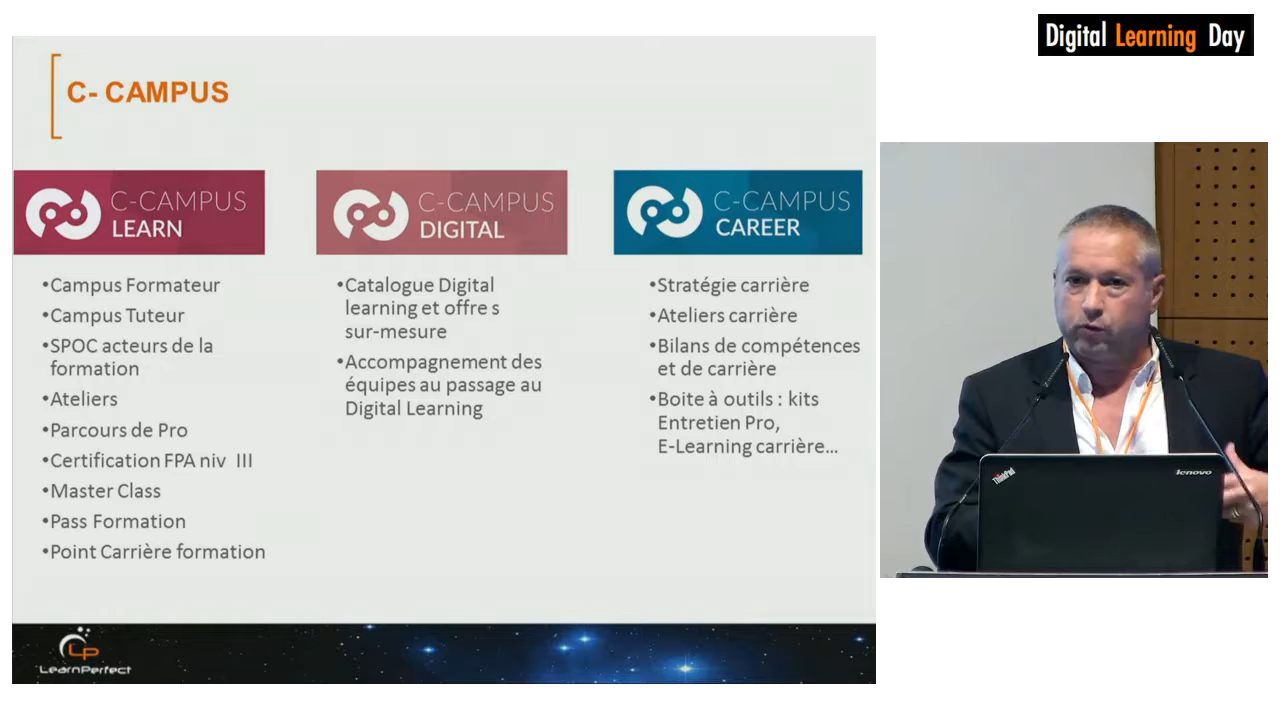 Digital Learning Day
C- CAMPUS
C-CAMPUS
LEARN
•Campus Formateur
•Campus Tuteur
•SPOC acteurs de la
formation
•Ateliers
•Parcours de Pro
•Certification FPA niv III
•Master Class
•Pass Formation
•Point Carrière formation
C-CAMPUS
DIGITAL
•Catalogue Digital
learning et offre s
sur-mesure
•Accompagnement des
équipes au passage au
Digital Learning
C-CAMPUS
CAREER
•Stratégie carrière
•Ateliers carrière
•Bilans de compétences
et de carrière
•Boite à outils : kits
Entretien Pro,
E-Learning carrière...
LP
LearnPerfect
ThinkPad
lenovo